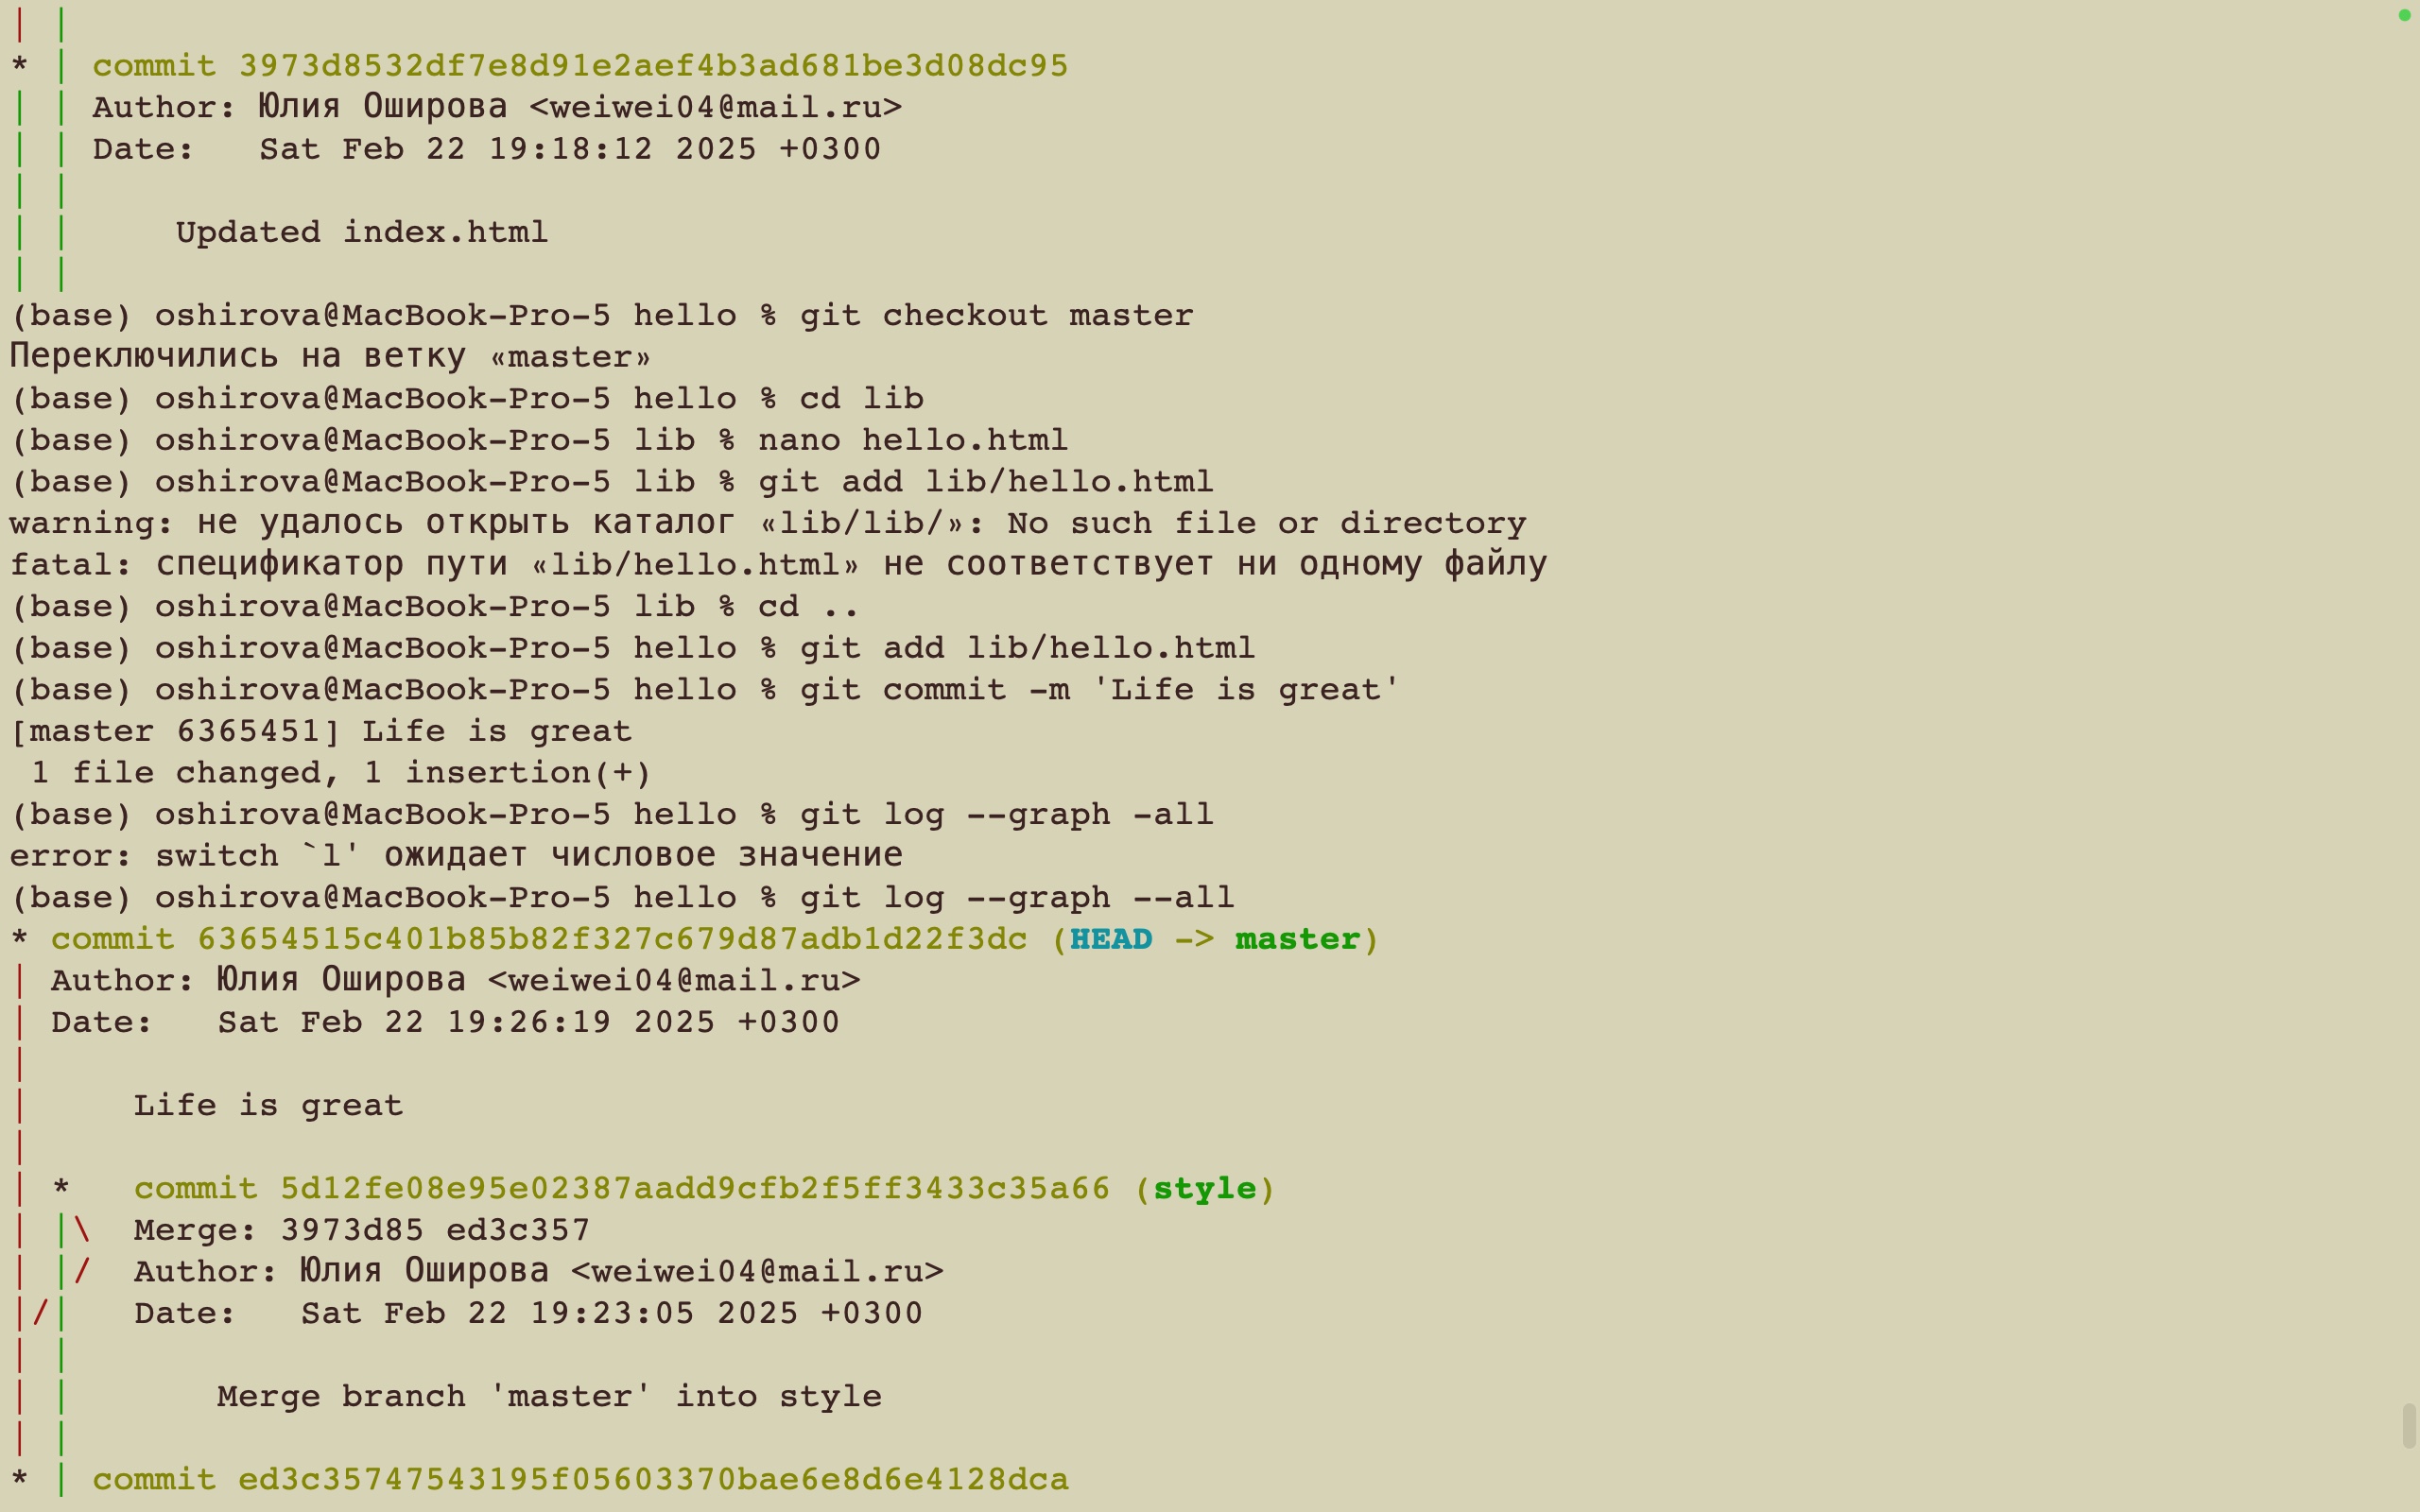 | |
* | commit 3973d8532df7e8d91e2aef4b3ad681be3d08dc95
| | Author: Юлия Оширова <weiwei04@mail.ru>
| | Date:   Sat Feb 22 19:18:12 2025 +0300
| |
| |     Updated index.html
| |
(base) oshirova@MacBook-Pro-5 hello % git checkout master
Переключились на ветку «master»
(base) oshirova@MacBook-Pro-5 hello % cd lib
(base) oshirova@MacBook-Pro-5 lib % nano hello.html
(base) oshirova@MacBook-Pro-5 lib % git add lib/hello.html
warning: не удалось открыть каталог «lib/lib/»: No such file or directory
fatal: спецификатор пути «lib/hello.html» не соответствует ни одному файлу
(base) oshirova@MacBook-Pro-5 lib % cd ..
(base) oshirova@MacBook-Pro-5 hello % git add lib/hello.html
(base) oshirova@MacBook-Pro-5 hello % git commit -m 'Life is great'
[master 6365451] Life is great
 1 file changed, 1 insertion(+)
(base) oshirova@MacBook-Pro-5 hello % git log --graph -all
error: switch `l' ожидает числовое значение
(base) oshirova@MacBook-Pro-5 hello % git log --graph --all
* commit 63654515c401b85b82f327c679d87adb1d22f3dc (HEAD -> master)
| Author: Юлия Оширова <weiwei04@mail.ru>
| Date:   Sat Feb 22 19:26:19 2025 +0300
|
|     Life is great
|
| *   commit 5d12fe08e95e02387aadd9cfb2f5ff3433c35a66 (style)
| |\  Merge: 3973d85 ed3c357
| |/  Author: Юлия Оширова <weiwei04@mail.ru>
|/|   Date:   Sat Feb 22 19:23:05 2025 +0300
| |
| |       Merge branch 'master' into style
| |
* | commit ed3c35747543195f05603370bae6e8d6e4128dca